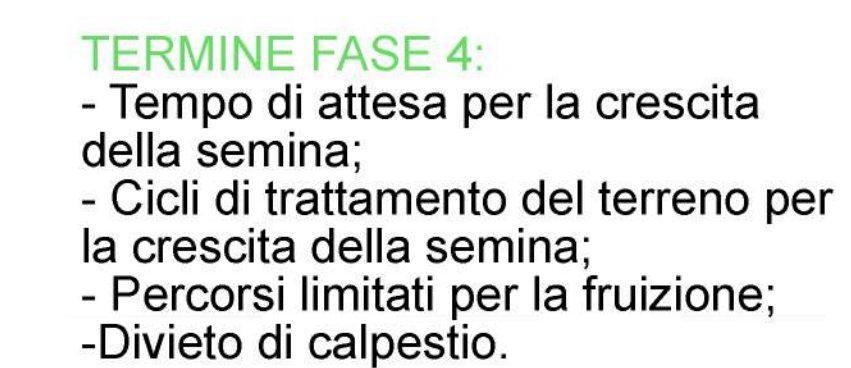 TERMINE FASE 4:
- Tempo di attesa per la crescita
della semina;
- Cicli di trattamento del terreno per
la crescita della semina;
- Percorsi limitati per la fruizione;
-Divieto di calpestio.